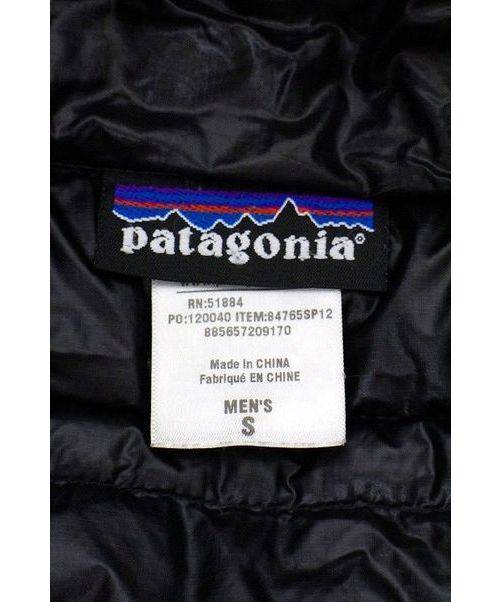 patagonia®
RN:51884
PO:120040 ITEM:84765SP12
885657209170
Made in CHINA
Fabriqué EN CHINE
MEN'S
S